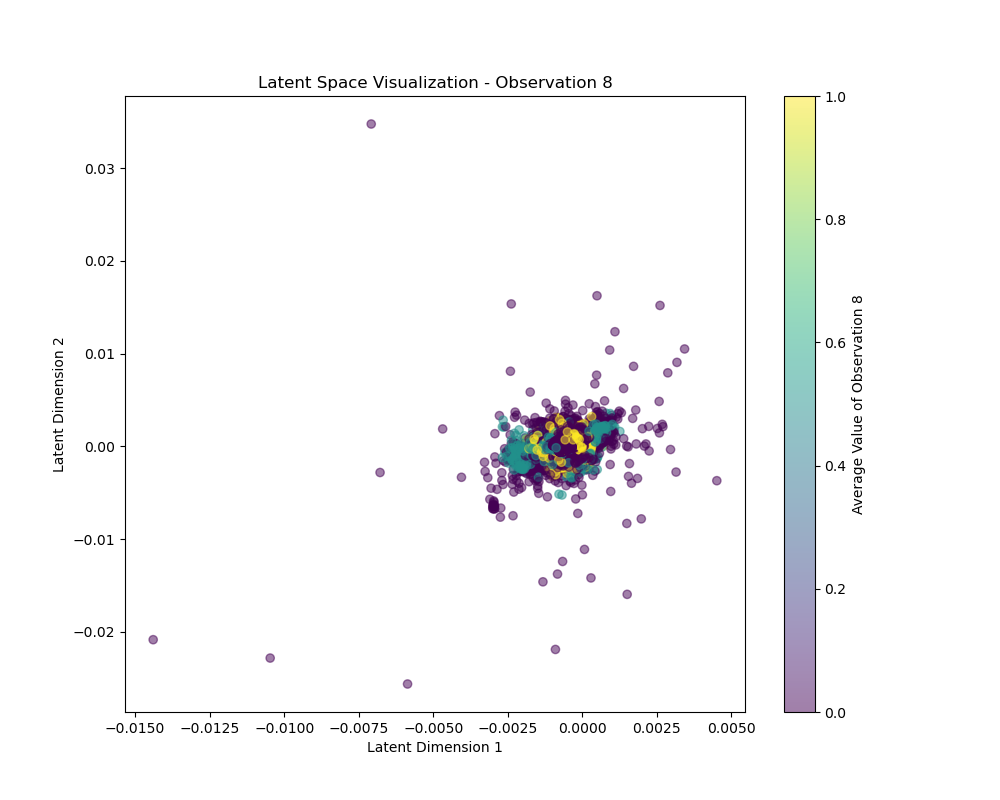 Latent Space Visualization - Observation 8
Latent Dimension 2
0.03
0.02
0.01
0.00
−0.01
−0.02
−0.0150 −0.0125 −0.0100 −0.0075 −0.0050 −0.0025 0.0000 0.0025 0.0050
Latent Dimension 1
1.0
0.8
0.6
0.4
0.2
0.0
Average Value of Observation 8